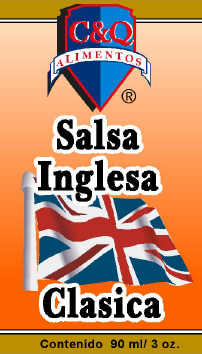 C&Q
ALIMENTOS
®
Salsa
Inglesa
Clasica
Contenido 90 ml/ 3 oz.